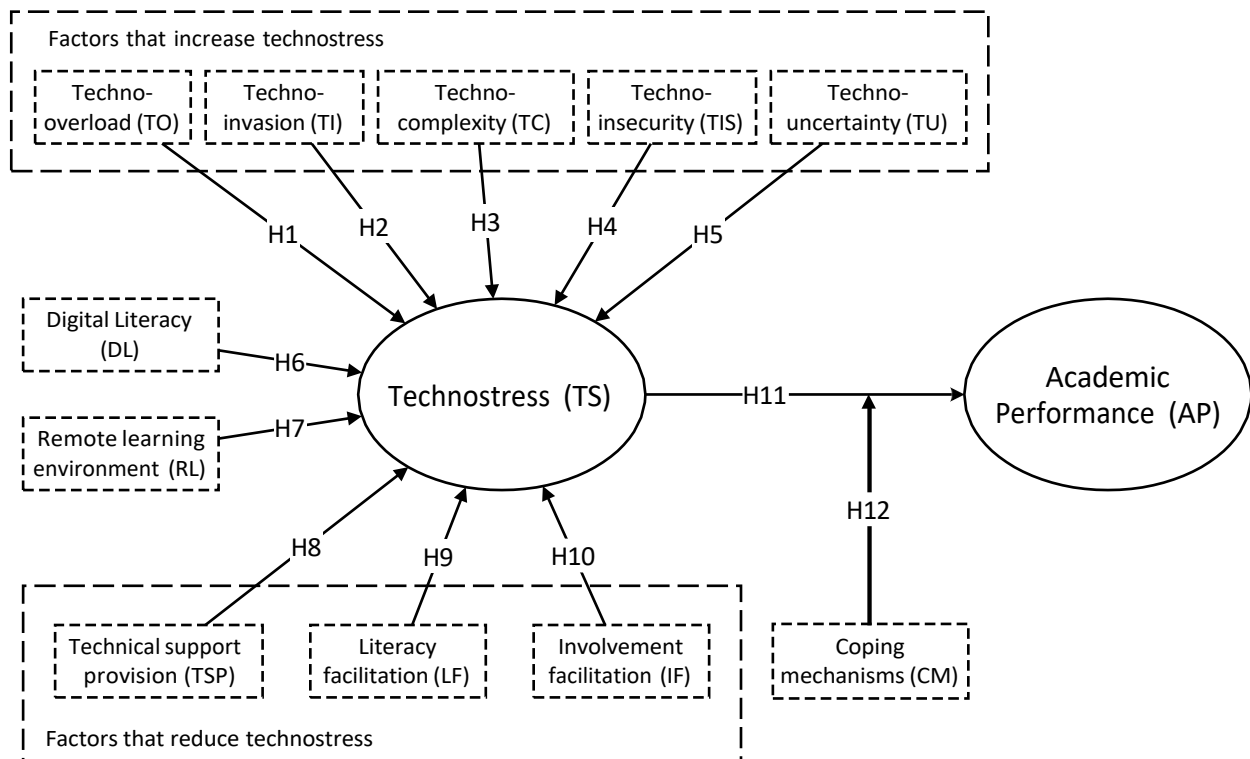 Factors that increase technostress
Techno-
overload (TO)
Techno-
invasion (TI)
Techno-
complexity (TC)
Techno-
insecurity (TIS)
Techno-
uncertainty (TU)
H1
H2
H3
H4
H5
Digital Literacy
(DL)
H6
Remote learning
environment (RL)
H7
Technostress (TS)
H11
Academic
Performance (AP)
H8
H9
H10
H12
Technical support
provision (TSP)
Literacy
facilitation (LF)
Involvement
facilitation (IF)
Coping
mechanisms (CM)
Factors that reduce technostress